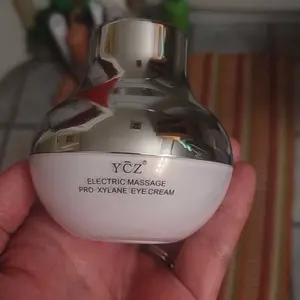 YCZ®
ELECTRIC MASSAGE
PRO-XYLANE EYE CREAM